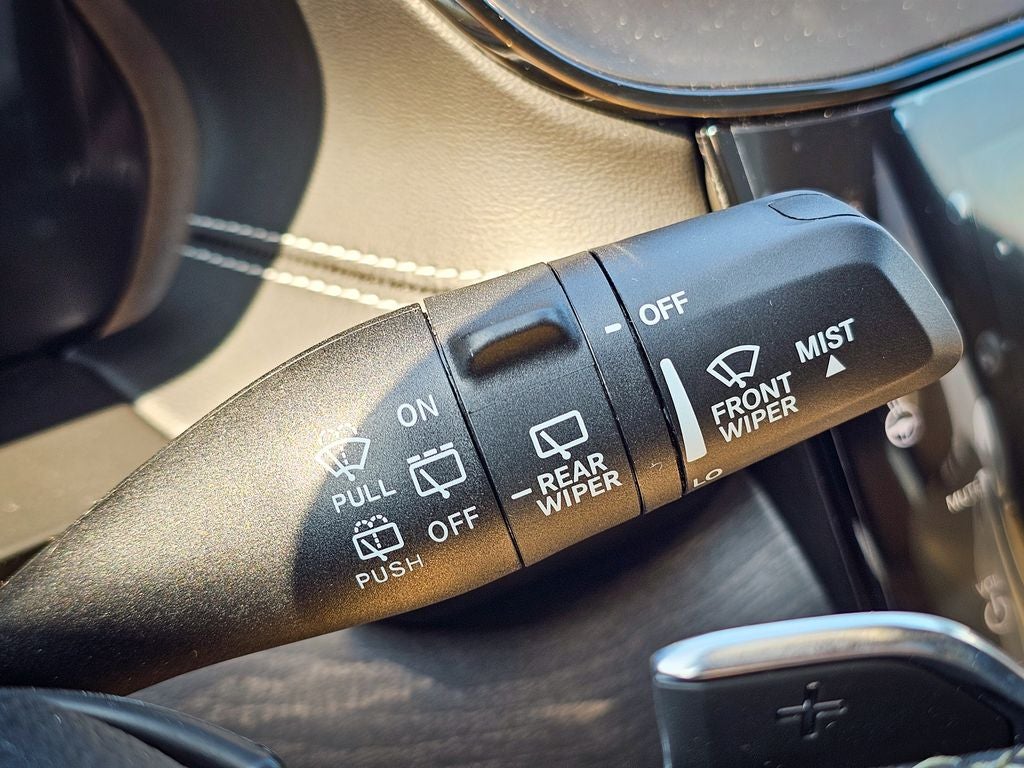 ON
PULL
OFF
PUSH
REAR
WIPER
OFF
FRONT
WIPER
MIST
LO
+